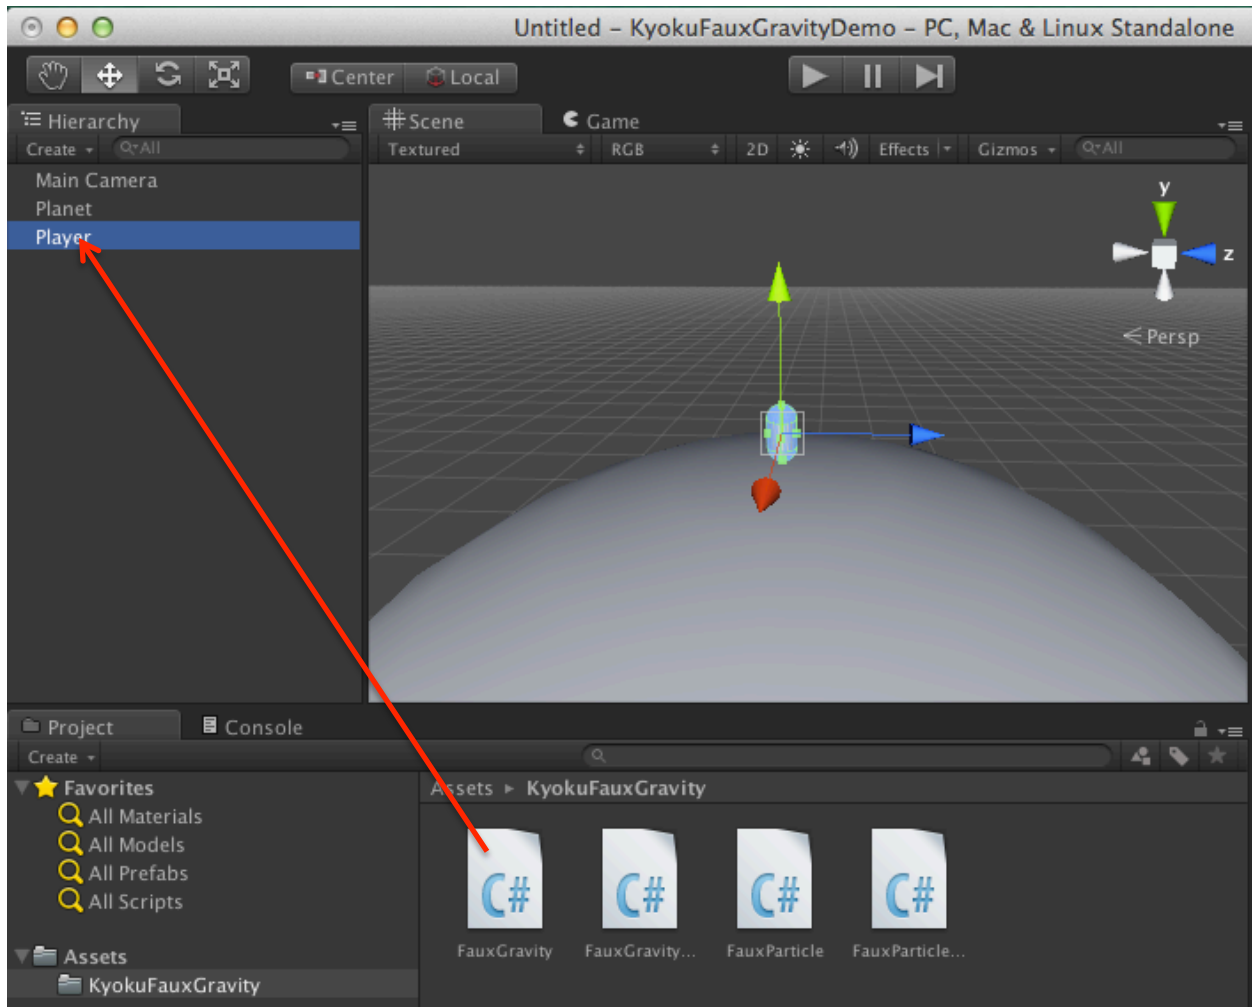 Untitled – KyokuFauxGravityDemo – PC, Mac & Linux Standalone
Center Local
Hierarchy
Create All
Main Camera
Planet
Player
Scene Game
Textured RGB 2D Effects Gizmos All
y
z
Persp
Project Console
Create
Favorites
All Materials
All Models
All Prefabs
All Scripts
Assets
KyokuFauxGravity
Assets ▸ KyokuFauxGravity
C# C# C# C#
FauxGravity FauxGravity... FauxParticle FauxParticle...